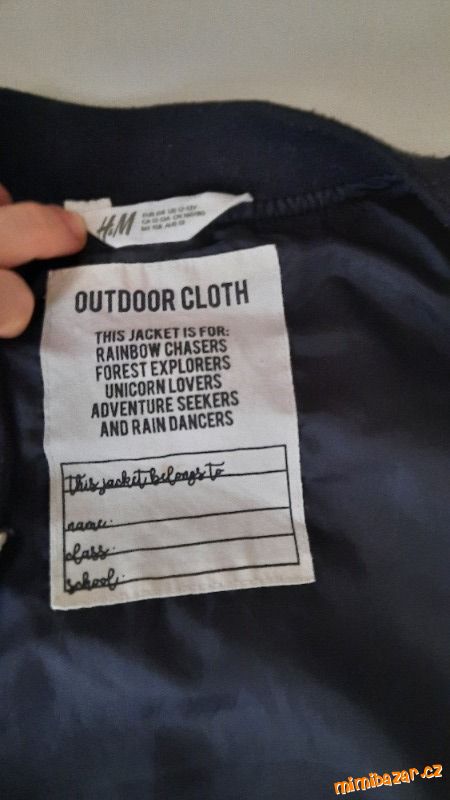 H&M
OUTDOOR CLOTH
THIS JACKET IS FOR:
RAINBOW CHASERS
FOREST EXPLORERS
UNICORN LOVERS
ADVENTURE SEEKERS
AND RAIN DANCERS
this jacket belongs to
name:
class:
school:
mimibazar.cz